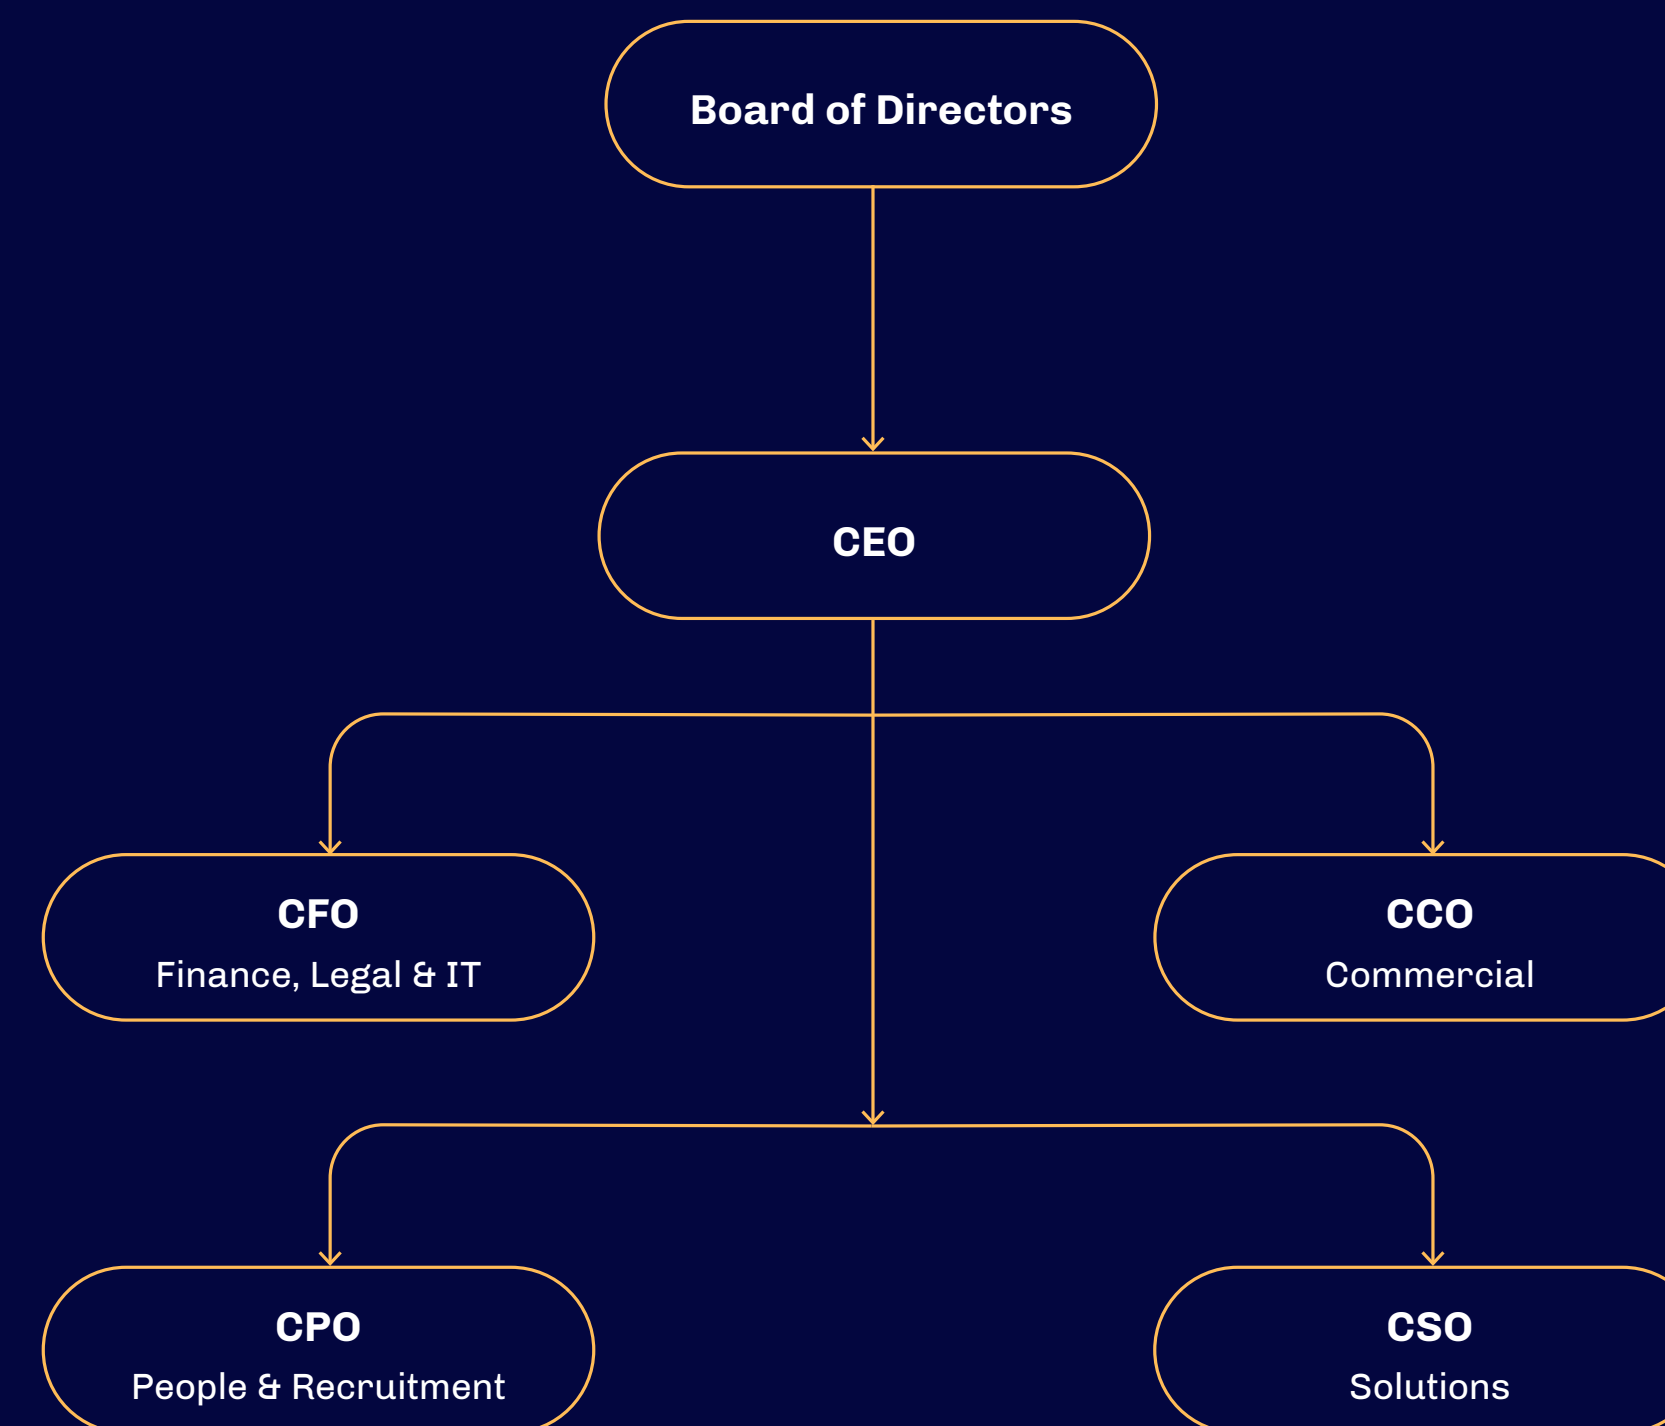 Board of Directors
CEO
CFO
Finance, Legal & IT
CCO
Commercial
CPO
People & Recruitment
CSO
Solutions